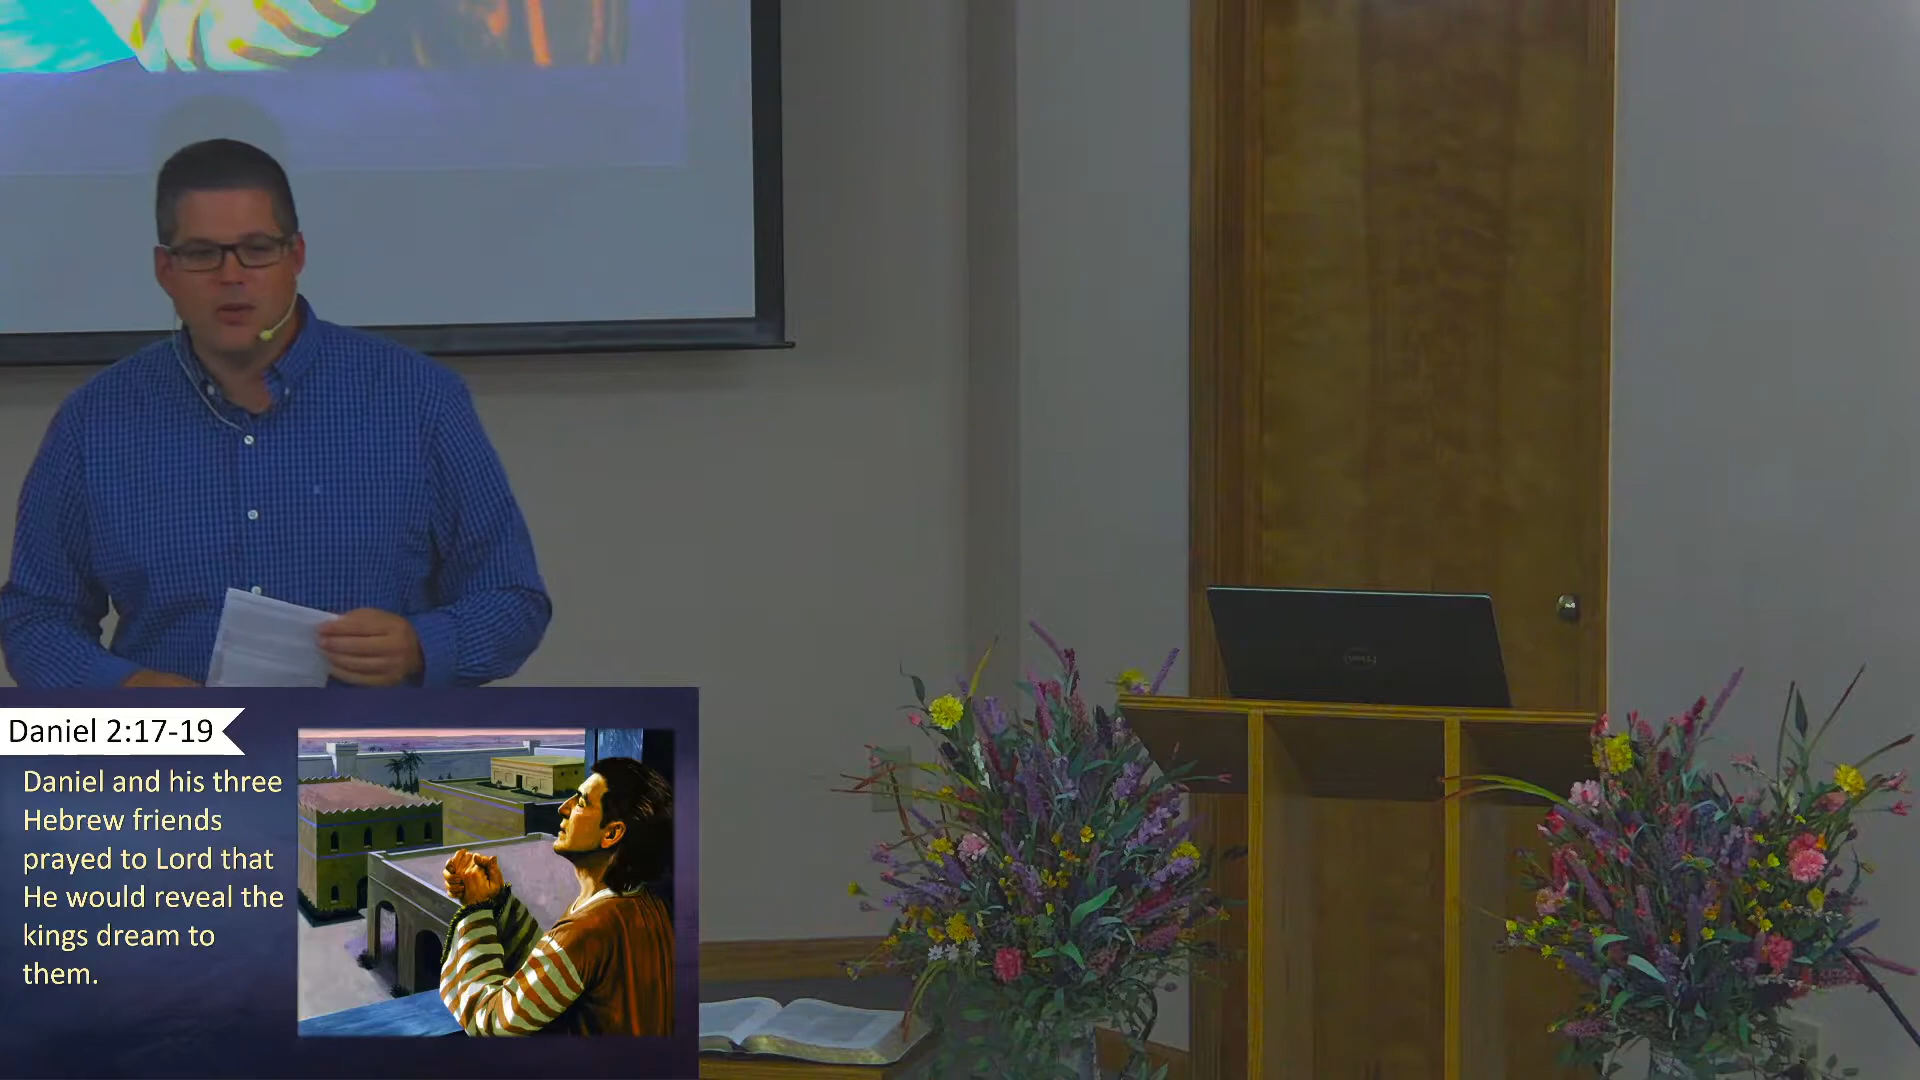 Daniel 2:17-19
Daniel and his three
Hebrew friends
prayed to Lord that
He would reveal the
kings dream to
them.
DELL